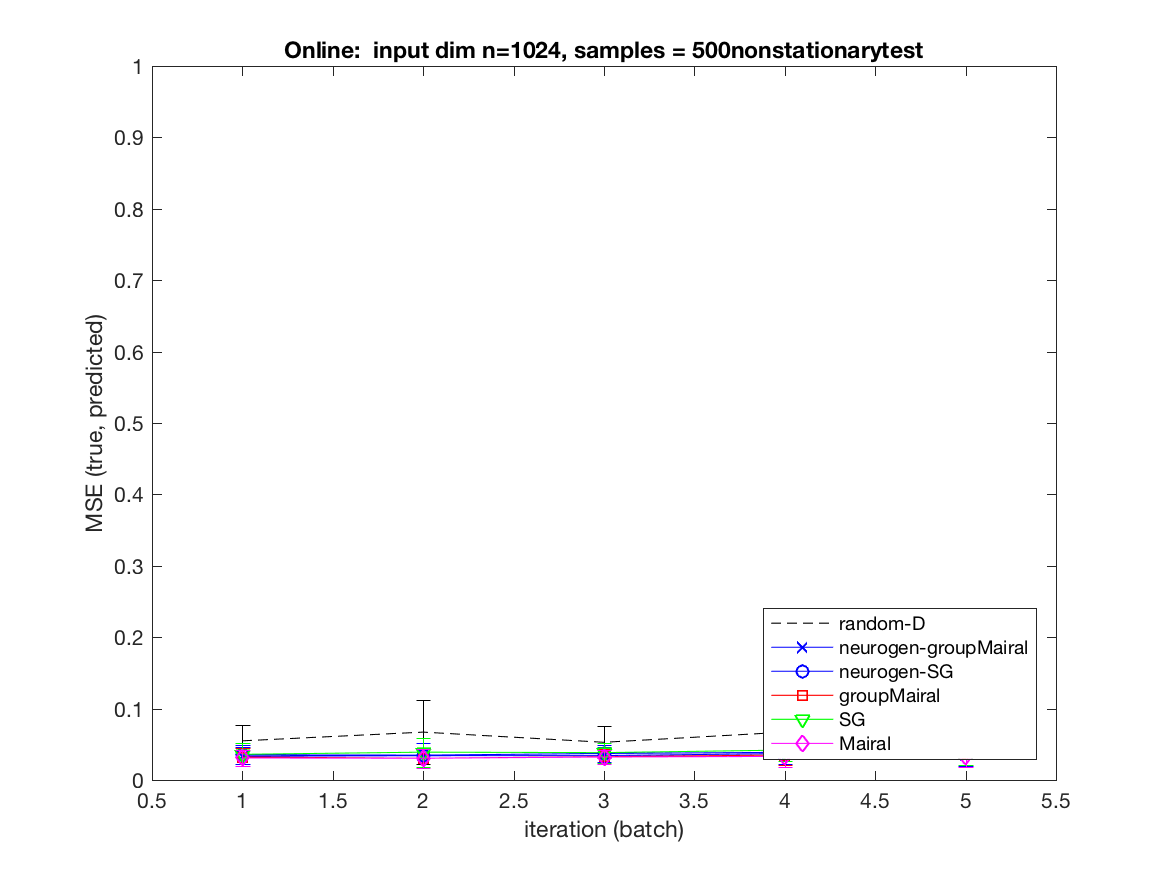 Online:  input dim n=1024, samples = 500nonstationarytest
1
0.9
0.8
0.7
0.6
0.5
0.4
0.3
0.2
0.1
0
MSE (true, predicted)
random-D
neurogen-groupMairal
neurogen-SG
groupMairal
SG
Mairal
0.5 1 1.5 2 2.5 3 3.5 4 4.5 5 5.5
iteration (batch)